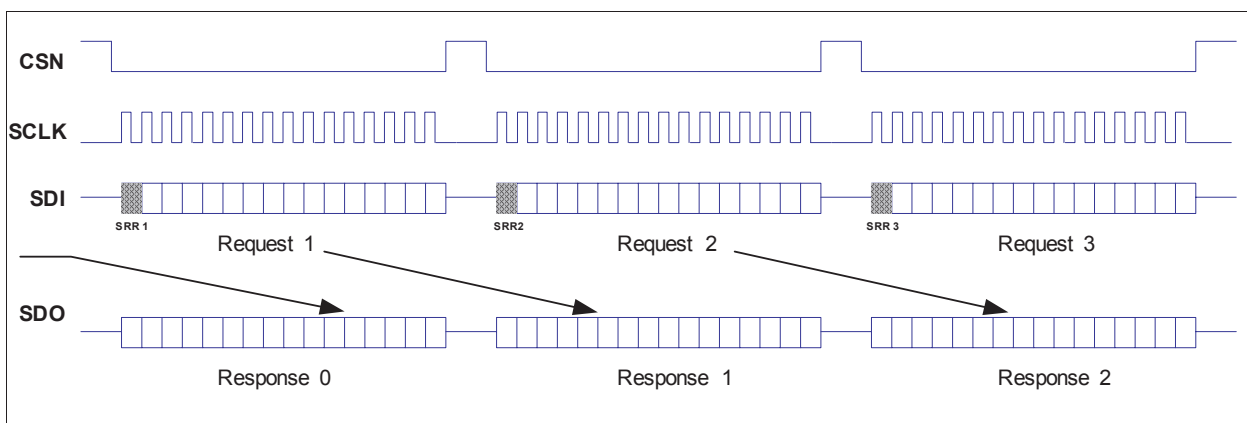 CSN
SCLK
SDI
SRR 1
SRR2
SRR 3
Request 1
Request 2
Request 3
SDO
Response 0
Response 1
Response 2